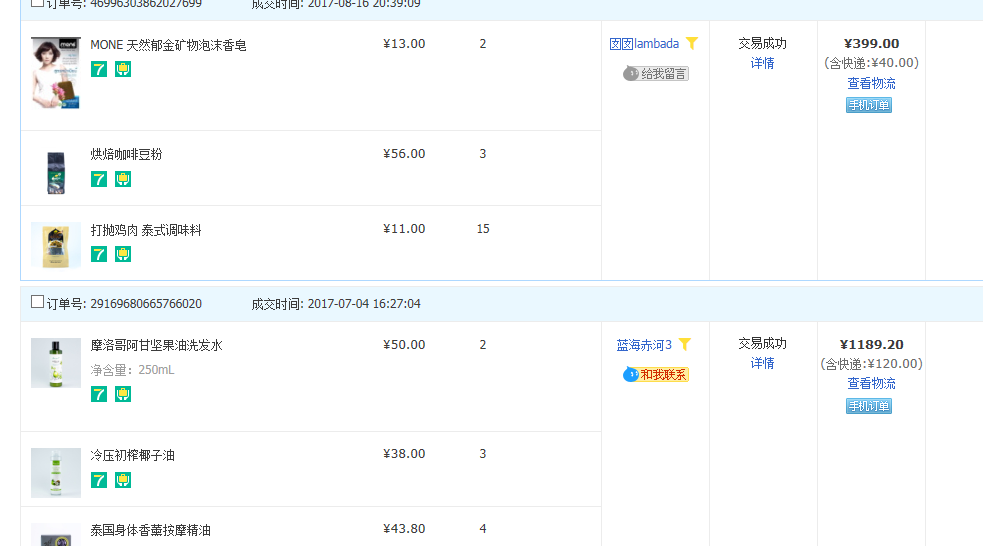 订单号: 46996303862027699 成交时间: 2017-08-16 20:39:09
MONE 天然郁金矿物泡沫香皂 ¥13.00 2 囡囡lambada 交易成功 ¥399.00
7 给我留言 详情 (含快递:¥40.00)
查看物流
手机订单
mone
烘焙咖啡豆粉 ¥56.00 3
7
打抛鸡肉 泰式调味料 ¥11.00 15
7
订单号: 29169680665766020 成交时间: 2017-07-04 16:27:04
摩洛哥阿甘坚果油洗发水 ¥50.00 2 蓝海赤河3 交易成功 ¥1189.20
净含量：250mL 和我联系 详情 (含快递:¥120.00)
7 查看物流
手机订单
冷压初榨椰子油 ¥38.00 3
7
泰国身体香薰按摩精油 ¥43.80 4